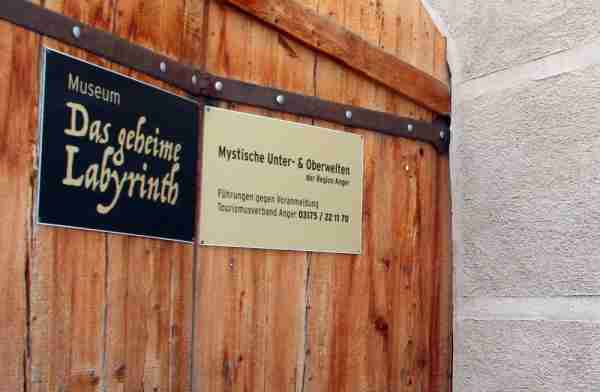 Museum
Das geheime
Labyrinth
Mystische Unter- & Oberwelten
der Region Anger
Führungen gegen Voranmeldung
Tourismusverband Anger 03175 / 22 11 70